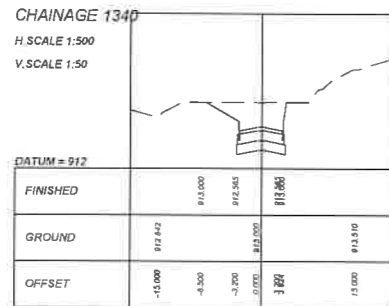 CHAINAGE 1340
H.SCALE 1:500
V.SCALE 1:50
DATUM = 912
FINISHED
913.000
912.565
GROUND
912.842
913.000
913.510
OFFSET
-15.000
-6.500
-3.200
0.000
15.000